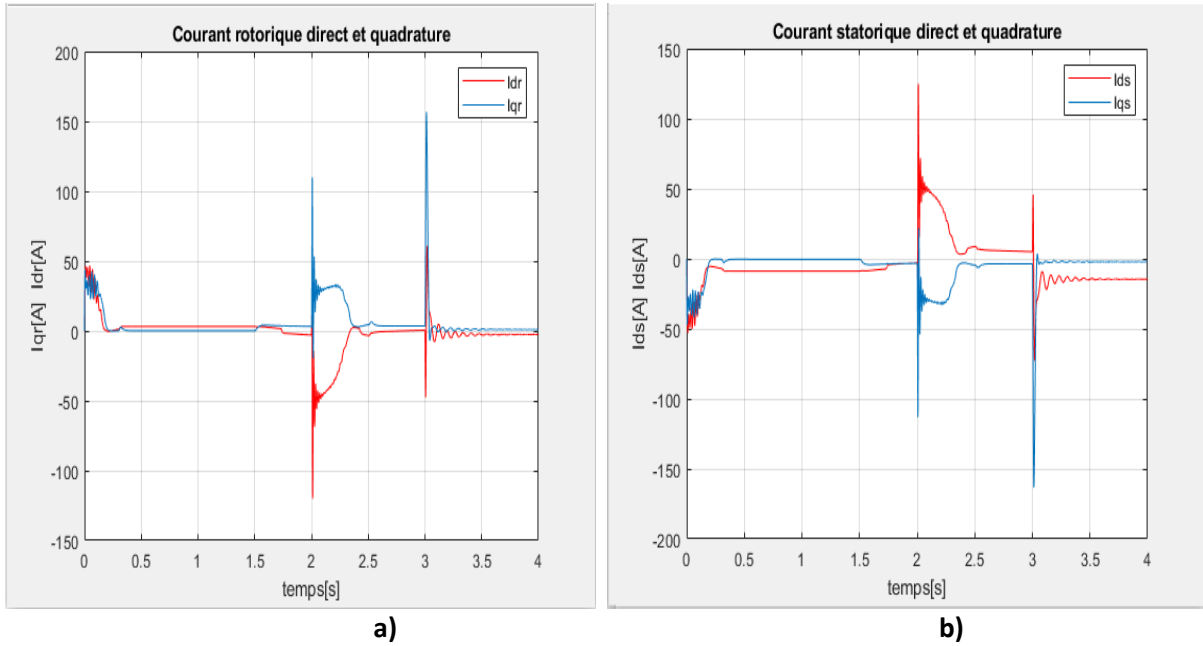 Courant rotorique direct et quadrature
200
150
100
50
0
-50
-100
-150
Iqr[A] Idr[A]
Idr
Iqr
0 0.5 1 1.5 2 2.5 3 3.5 4
temps[s]
a)
Courant statorique direct et quadrature
150
100
50
0
-50
-100
-150
-200
Ids[A] Ids[A]
Ids
Iqs
0 0.5 1 1.5 2 2.5 3 3.5 4
temps[s]
b)